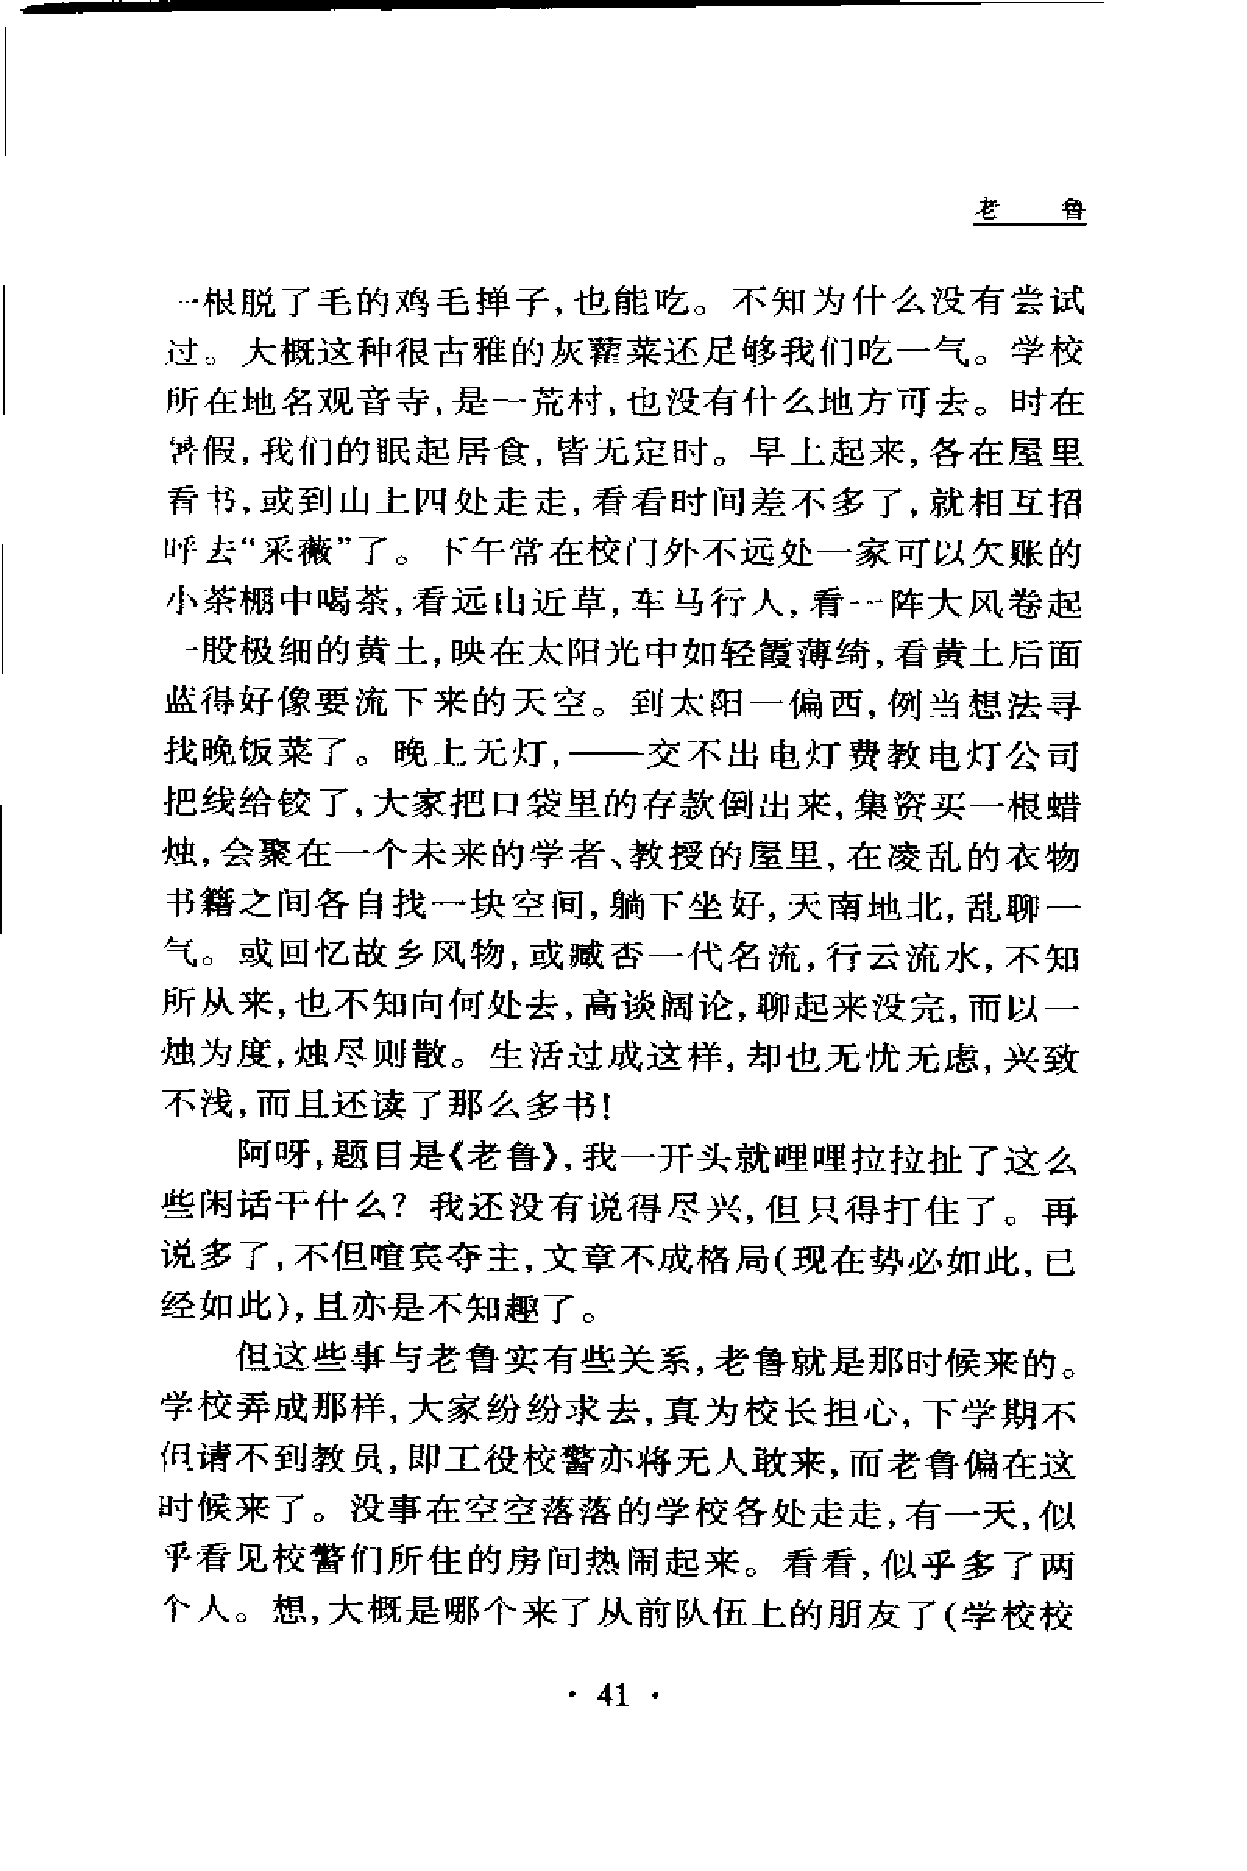 老 鲁
一根脱了毛的鸡毛掸子,也能吃。不知为什么没有尝试
过。大概这种很古雅的灰藋菜还足够我们吃一气。学校
所在地名观音寺,是一荒村,也没有什么地方可去。时在
暑假,我们的眠起居食,皆无定时。早上起来,各在屋里
看书,或到山上四处走走,看看时间差不多了,就相互招
呼去“采薇”了。下午常在校门外不远处一家可以欠账的
小茶棚中喝茶,看远山近草,车马行人,看一阵大风卷起
一股极细的黄土,映在太阳光中如轻霞薄绮,看黄土后面
蓝得好像要流下来的天空。到太阳一偏西,例当想法寻
找晚饭菜了。晚上无灯,——交不出电灯费教电灯公司
把线给铰了,大家把口袋里的存款倒出来,集资买一根蜡
烛,会聚在一个未来的学者、教授的屋里,在凌乱的衣物
书籍之间各自找一块空间,躺下坐好,天南地北,乱聊一
气。或回忆故乡风物,或臧否一代名流,行云流水,不知
所从来,也不知向何处去,高谈阔论,聊起来没完,而以一
烛为度,烛尽则散。生活过成这样,却也无忧无虑,兴致
不浅,而且还读了那么多书!
阿呀,题目是《老鲁》,我一开头就哩哩拉拉扯了这么
些闲话干什么?我还没有说得尽兴,但只得打住了。再
说多了,不但喧宾夺主,文章不成格局(现在势必如此,已
经如此),且亦是不知趣了。
但这些事与老鲁实有些关系,老鲁就是那时候来的。
学校弄成那样,大家纷纷求去,真为校长担心,下学期不
但请不到教员,即工役校警亦将无人敢来,而老鲁偏在这
时候来了。没事在空空落落的学校各处走走,有一天,似
乎看见校警们所住的房间热闹起来。看看,似乎多了两
个人。想,大概是哪个来了从前队伍上的朋友了(学校校
· 41 ·